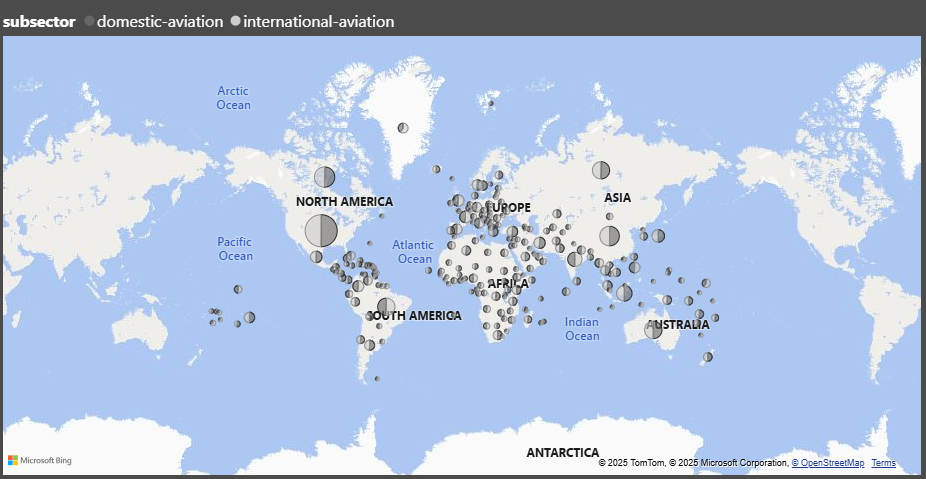 subsector domestic-aviation international-aviation
Arctic
Ocean
NORTH AMERICA
EUROPE
ASIA
Pacific
Ocean
Atlantic
Ocean
AFRICA
SOUTH AMERICA
Indian
Ocean
AUSTRALIA
ANTARCTICA
Microsoft Bing
© 2025 TomTom, © 2025 Microsoft Corporation, © OpenStreetMap Terms